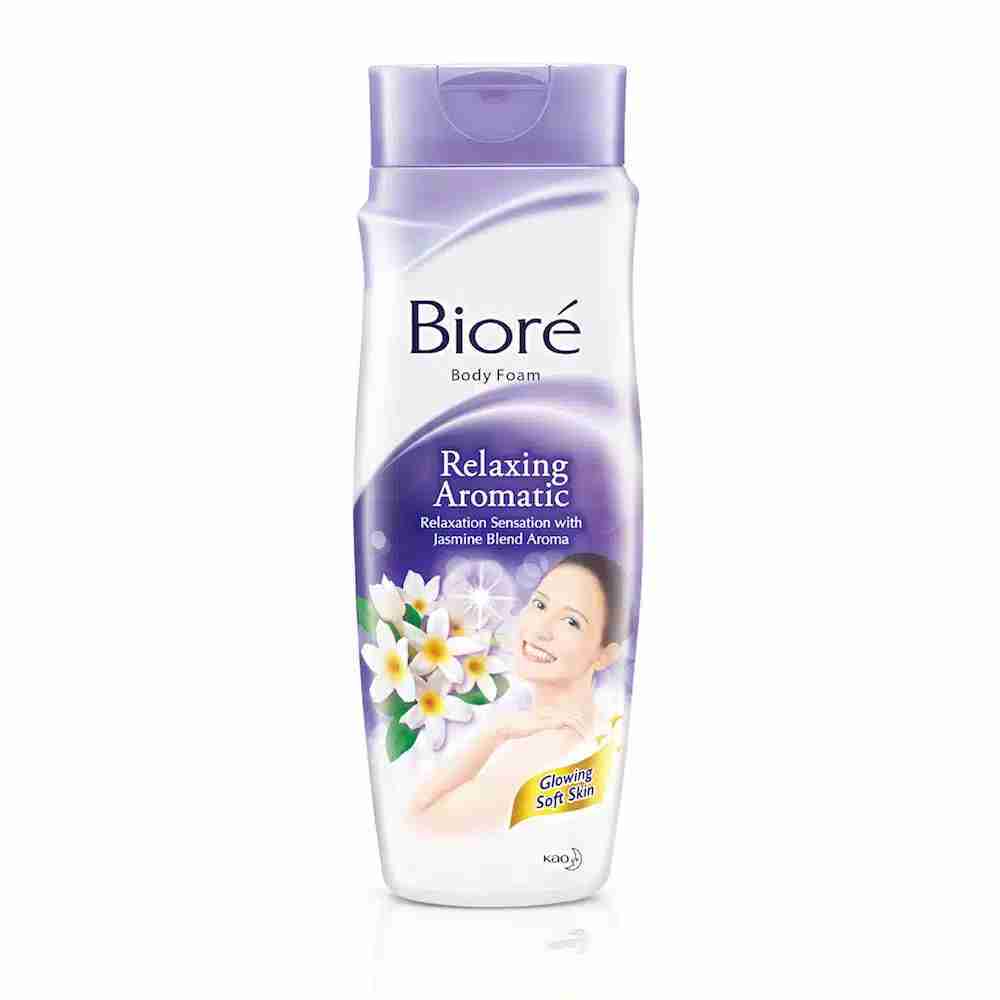 Bioré
Body Foam
Relaxing
Aromatic
Relaxation Sensation with
Jasmine Blend Aroma
Glowing
Soft Skin
Kao